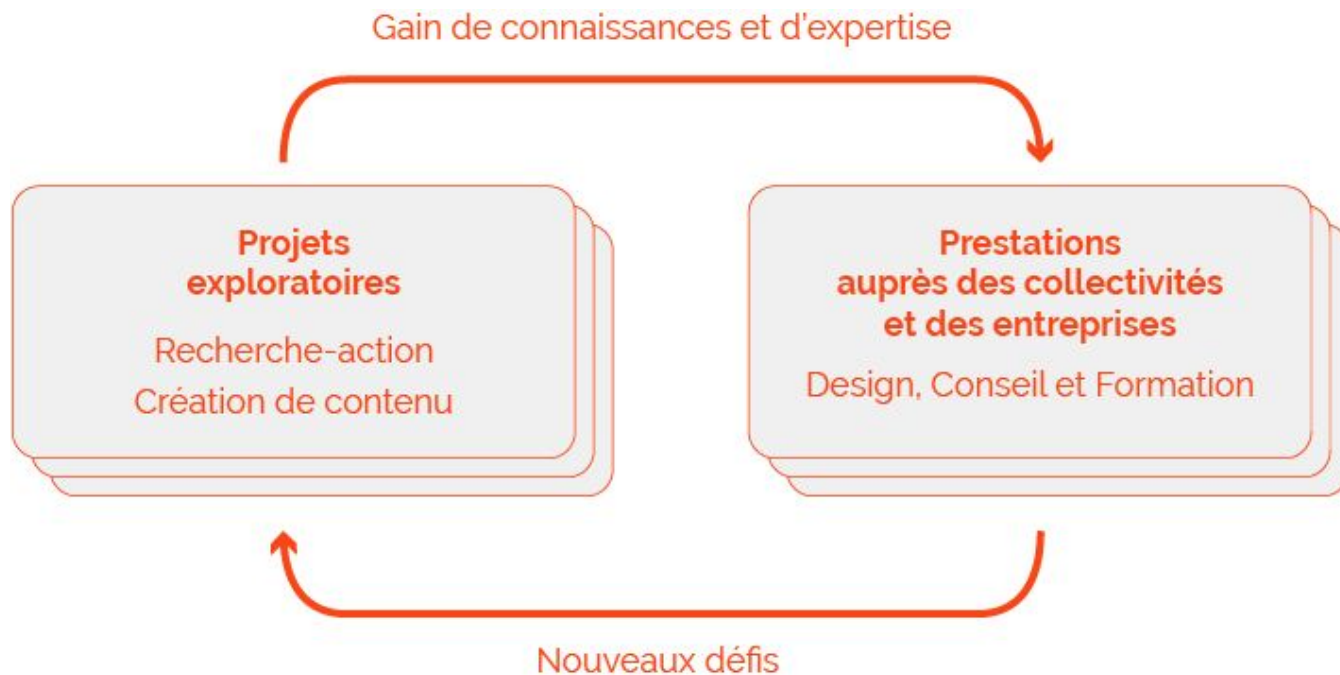 Gain de connaissances et d'expertise
Projets
exploratoires
Recherche-action
Création de contenu
Prestations
auprès des collectivités
et des entreprises
Design, Conseil et Formation
Nouveaux défis